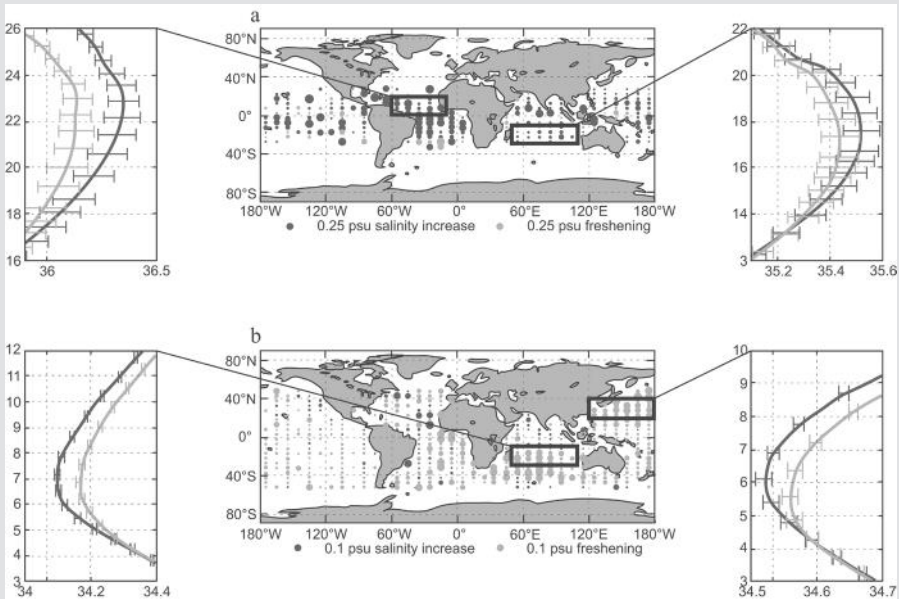 a
26
24
22
20
18
16
36
36.5
80°N
40°N
0°
40°S
80°S
180°W
120°W
60°W
0°
60°E
120°E
180°W
0.25 psu salinity increase
0.25 psu freshening
22
20
18
16
14
3
35.2
35.4
35.6
b
12
11
10
9
8
7
6
5
4
3
34
34.2
34.4
80°N
40°N
0°
40°S
80°S
180°W
120°W
60°W
0°
60°E
120°E
180°W
0.1 psu salinity increase
0.1 psu freshening
10
9
8
7
6
5
4
3
34.5
34.6
34.7